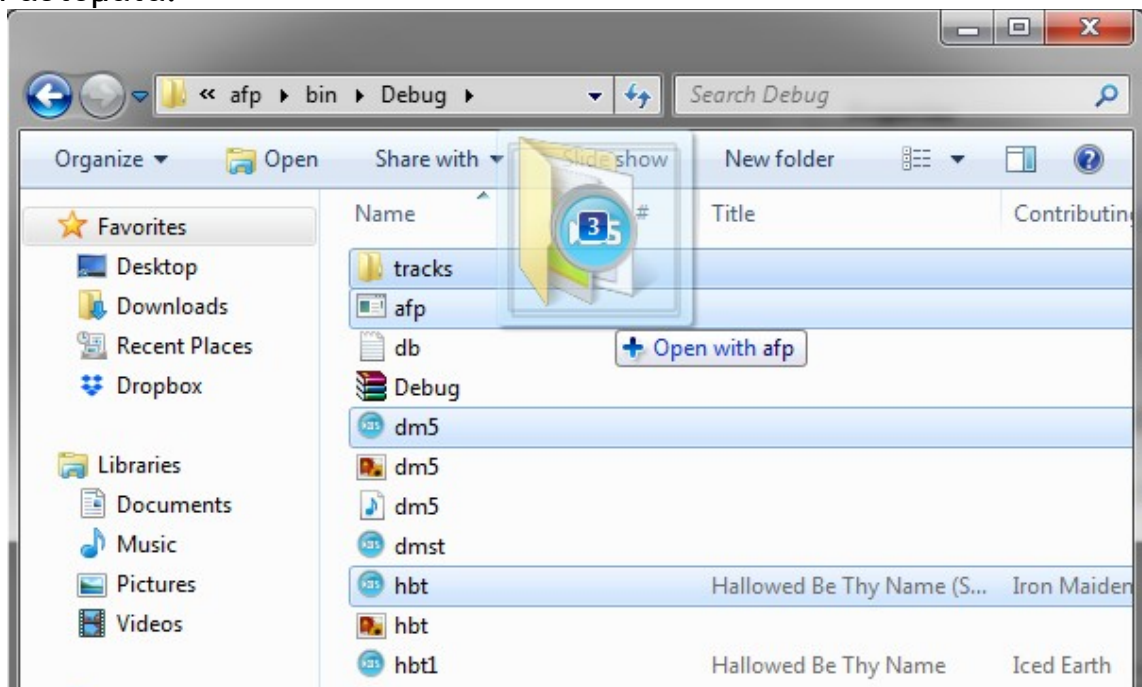 « afp ▸ bin ▸ Debug ▸ Search Debug
Organize Open Share with Slide show New folder
Name # Title Contributing
Favorites
Desktop
Downloads
Recent Places
Dropbox
Libraries
Documents
Music
Pictures
Videos
tracks
afp
db
Debug
dm5
dm5
dm5
dmst
hbt Hallowed Be Thy Name (S... Iron Maiden
hbt
hbt1 Hallowed Be Thy Name Iced Earth
3
Open with afp